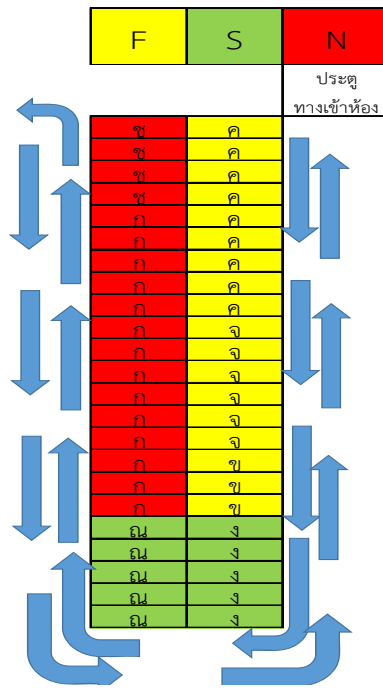 F S N
ประตู
ทางเข้าห้อง
ช ค
ช ค
ช ค
ช ค
ก ค
ก ค
ก ค
ก ค
ก ค
ก จ
ก จ
ก จ
ก จ
ก จ
ก จ
ก ข
ก ข
ก ข
ณ ง
ณ ง
ณ ง
ณ ง
ณ ง